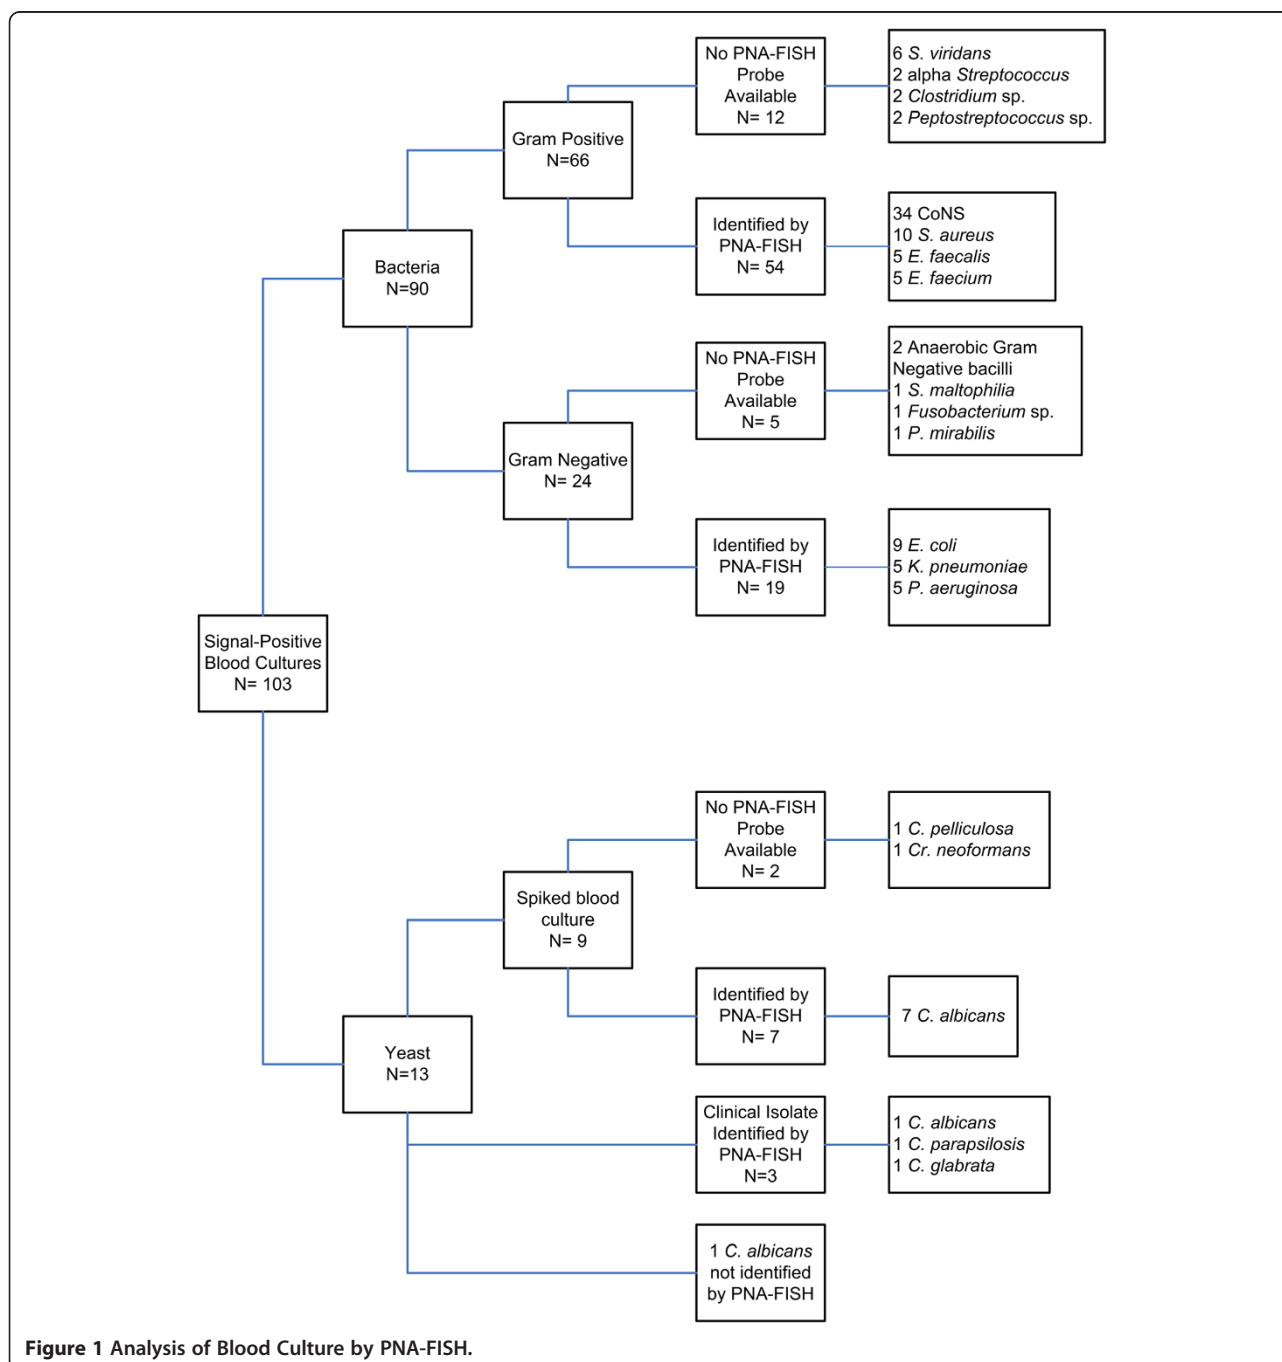 No PNA-FISH
Probe
Available
N= 12
6 S. viridans
2 alpha Streptococcus
2 Clostridium sp.
2 Peptostreptococcus sp.
Gram Positive
N=66
Identified by
PNA-FISH
N= 54
34 CoNS
10 S. aureus
5 E. faecalis
5 E. faecium
Bacteria
N=90
No PNA-FISH
Probe
Available
N= 5
2 Anaerobic Gram
Negative bacilli
1 S. maltophilia
1 Fusobacterium sp.
1 P. mirabilis
Gram Negative
N= 24
Identified by
PNA-FISH
N= 19
9 E. coli
5 K. pneumoniae
5 P. aeruginosa
Signal-Positive
Blood Cultures
N= 103
No PNA-FISH
Probe
Available
N= 2
1 C. pelliculosa
1 Cr. neoformans
Spiked blood
culture
N= 9
Identified by
PNA-FISH
N= 7
7 C. albicans
Yeast
N=13
Clinical Isolate
Identified by
PNA-FISH
N=3
1 C. albicans
1 C. parapsilosis
1 C. glabrata
1 C. albicans
not identified
by PNA-FISH
Figure 1 Analysis of Blood Culture by PNA-FISH.